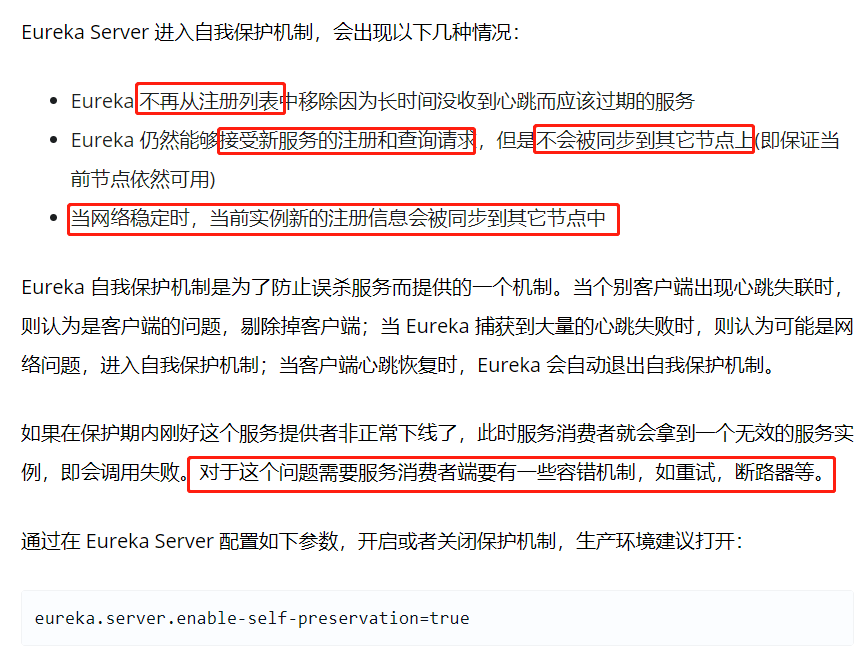 Eureka Server 进入自我保护机制，会出现以下几种情况：
Eureka 不再从注册列表中移除因为长时间没收到心跳而应该过期的服务
Eureka 仍然能够接受新服务的注册和查询请求，但是不会被同步到其它节点上(即保证当
前节点依然可用)
当网络稳定时，当前实例新的注册信息会被同步到其它节点中
Eureka 自我保护机制是为了防止误杀服务而提供的一个机制。当个别客户端出现心跳失联时，
则认为是客户端的问题，剔除掉客户端；当 Eureka 捕获到大量的心跳失败时，则认为可能是网
络问题，进入自我保护机制；当客户端心跳恢复时，Eureka 会自动退出自我保护机制。
如果在保护期内刚好这个服务提供者非正常下线了，此时服务消费者就会拿到一个无效的服务实
例，即会调用失败。对于这个问题需要服务消费者端要有一些容错机制，如重试，断路器等。
通过在 Eureka Server 配置如下参数，开启或者关闭保护机制，生产环境建议打开：
eureka.server.enable-self-preservation=true